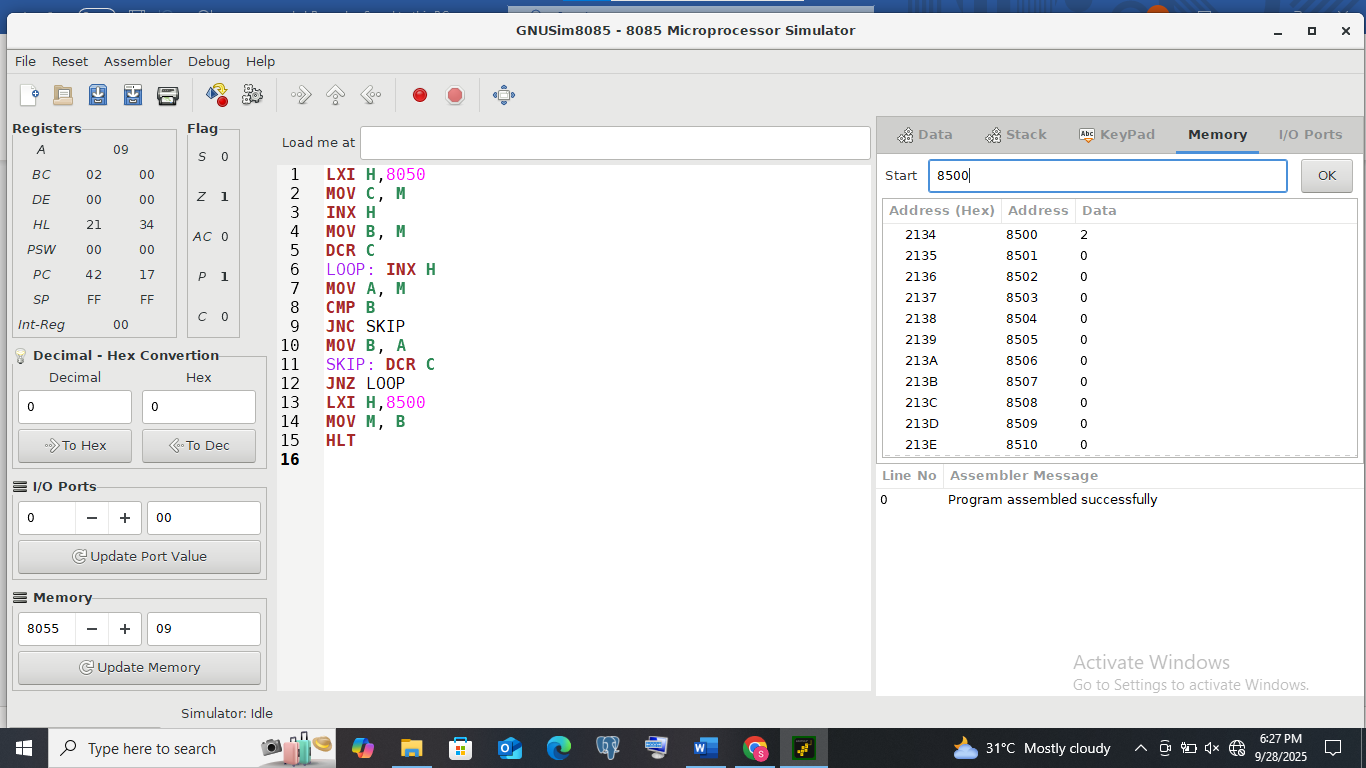 GNUSim8085 - 8085 Microprocessor Simulator
File Reset Assembler Debug Help
Registers
A 09
BC 02 00
DE 00 00
HL 21 34
PSW 00 00
PC 42 17
SP FF FF
Int-Reg 00
Flag
S 0
Z 1
AC 0
P 1
C 0
Decimal - Hex Convertion
Decimal Hex
0 0
To Hex To Dec
I/O Ports
0 00
Update Port Value
Memory
8055 09
Update Memory
Load me at
1 LXI H,8050
2 MOV C, M
3 INX H
4 MOV B, M
5 DCR C
6 LOOP: INX H
7 MOV A, M
8 CMP B
9 JNC SKIP
10 MOV B, A
11 SKIP: DCR C
12 JNZ LOOP
13 LXI H,8500
14 MOV M, B
15 HLT
16
Data Stack Abc KeyPad Memory I/O Ports
Start 8500 OK
Address (Hex) Address Data
2134 8500 2
2135 8501 0
2136 8502 0
2137 8503 0
2138 8504 0
2139 8505 0
213A 8506 0
213B 8507 0
213C 8508 0
213D 8509 0
213E 8510 0
Line No Assembler Message
0 Program assembled successfully
Activate Windows
Go to Settings to activate Windows.
Simulator: Idle
Type here to search
31°C Mostly cloudy
6:27 PM
9/28/2025